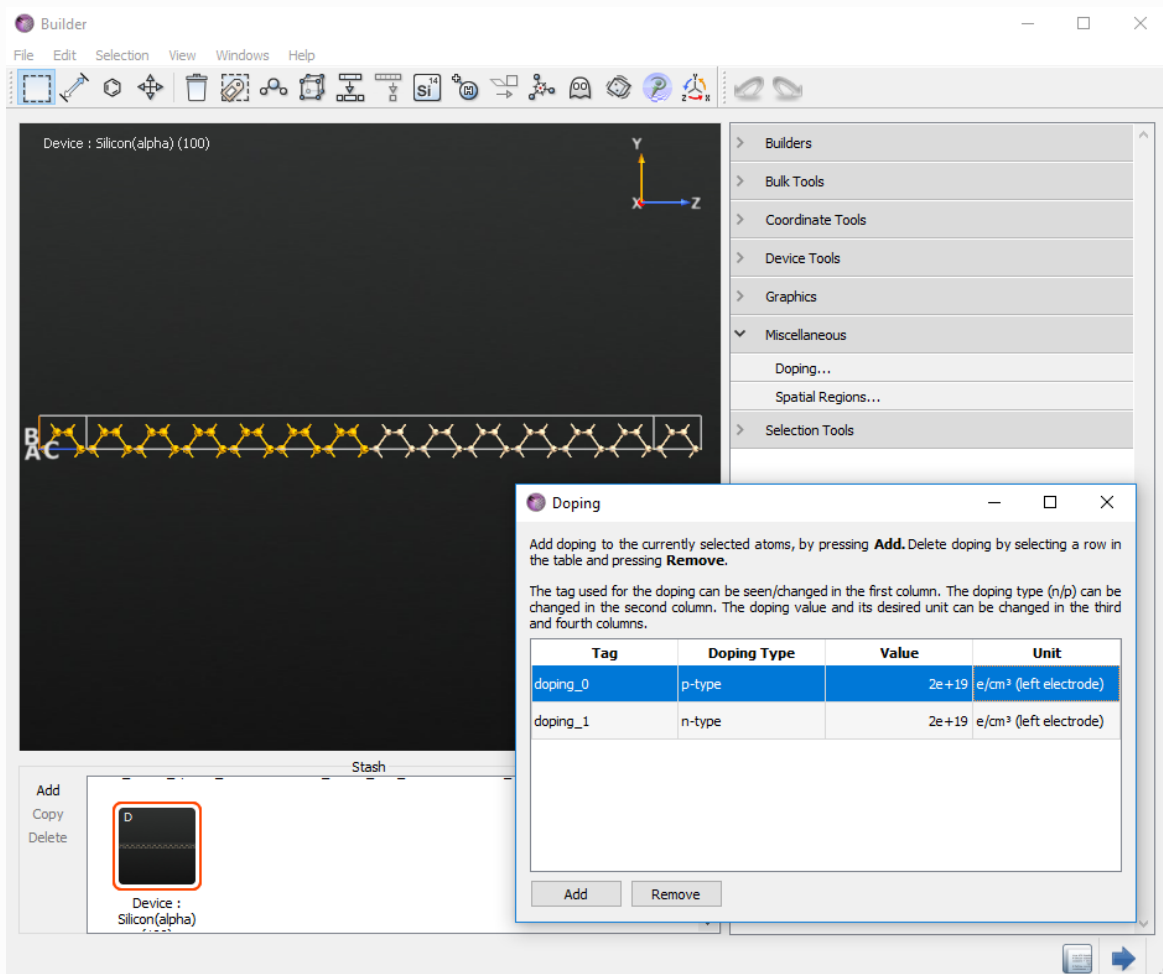 Builder
File Edit Selection View Windows Help
14
Si
H
Z X
Device : Silicon(alpha) (100)
Y
X Z
B
A C
Builders
Bulk Tools
Coordinate Tools
Device Tools
Graphics
Miscellaneous
Doping...
Spatial Regions...
Selection Tools
Doping
Add doping to the currently selected atoms, by pressing Add. Delete doping by selecting a row in
the table and pressing Remove.
The tag used for the doping can be seen/changed in the first column. The doping type (n/p) can be
changed in the second column. The doping value and its desired unit can be changed in the third
and fourth columns.
Tag Doping Type Value Unit
doping_0 p-type 2e+19 e/cm³ (left electrode)
doping_1 n-type 2e+19 e/cm³ (left electrode)
Add Remove
Stash
Add
Copy
Delete
D
Device :
Silicon(alpha)